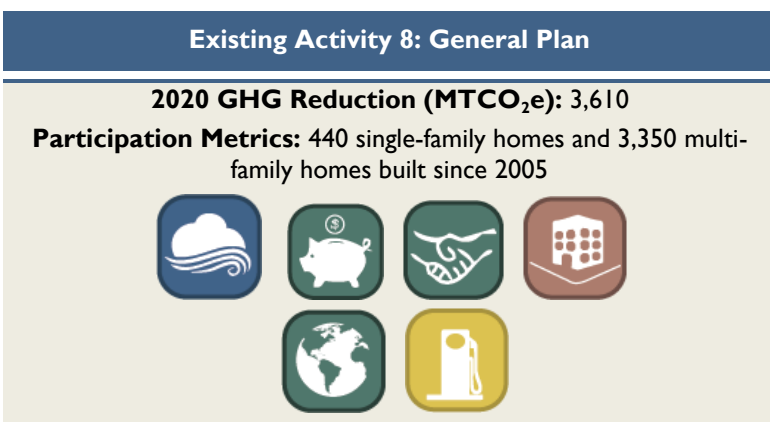 Existing Activity 8: General Plan
2020 GHG Reduction (MTCO₂e): 3,610
Participation Metrics: 440 single-family homes and 3,350 multi-
family homes built since 2005
$